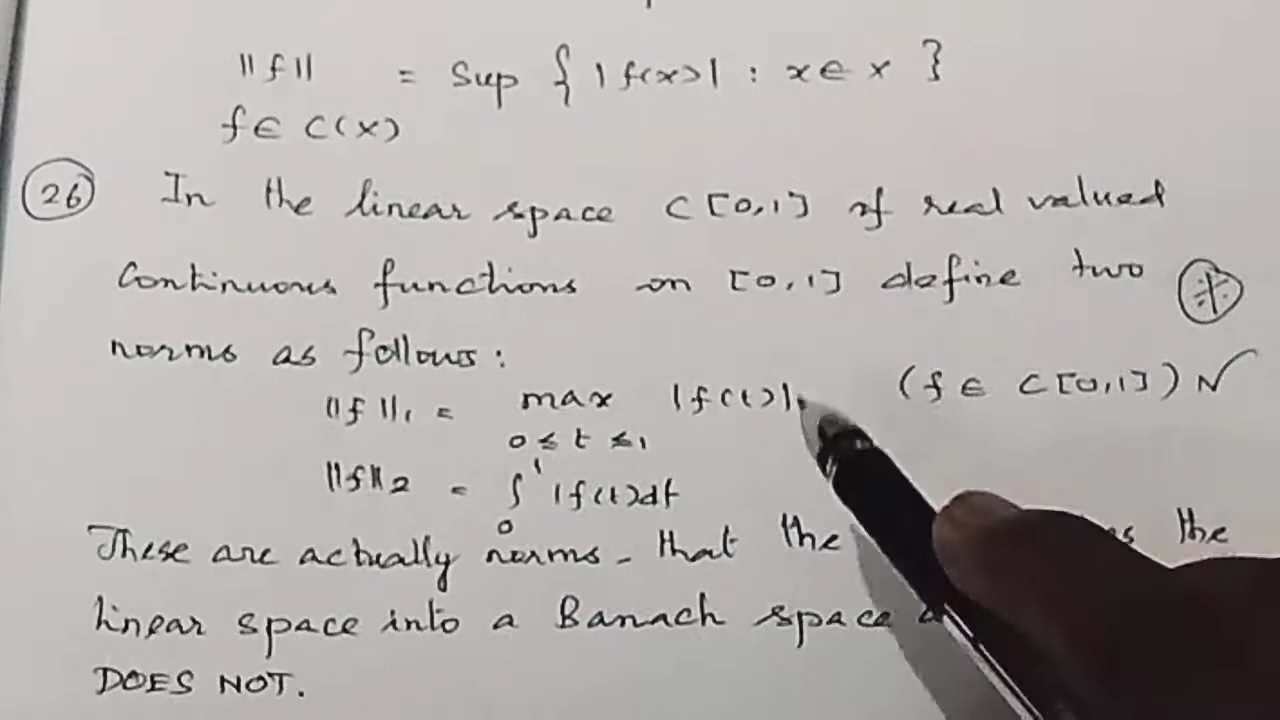 ||f|| = Sup { |f(x)| : x ∈ X }
f ∈ C(X)
26 In the linear space C[0,1] of real valued
Continuous functions on [0,1] define two
norms as follows:
||f||₁ = max |f(t)| (f ∈ C[0,1]) ✓
0 ≤ t ≤ 1
||f||₂ = ∫₀¹ |f(t)dt
These are actually norms - that the the
linear space into a Banach space
DOES NOT.